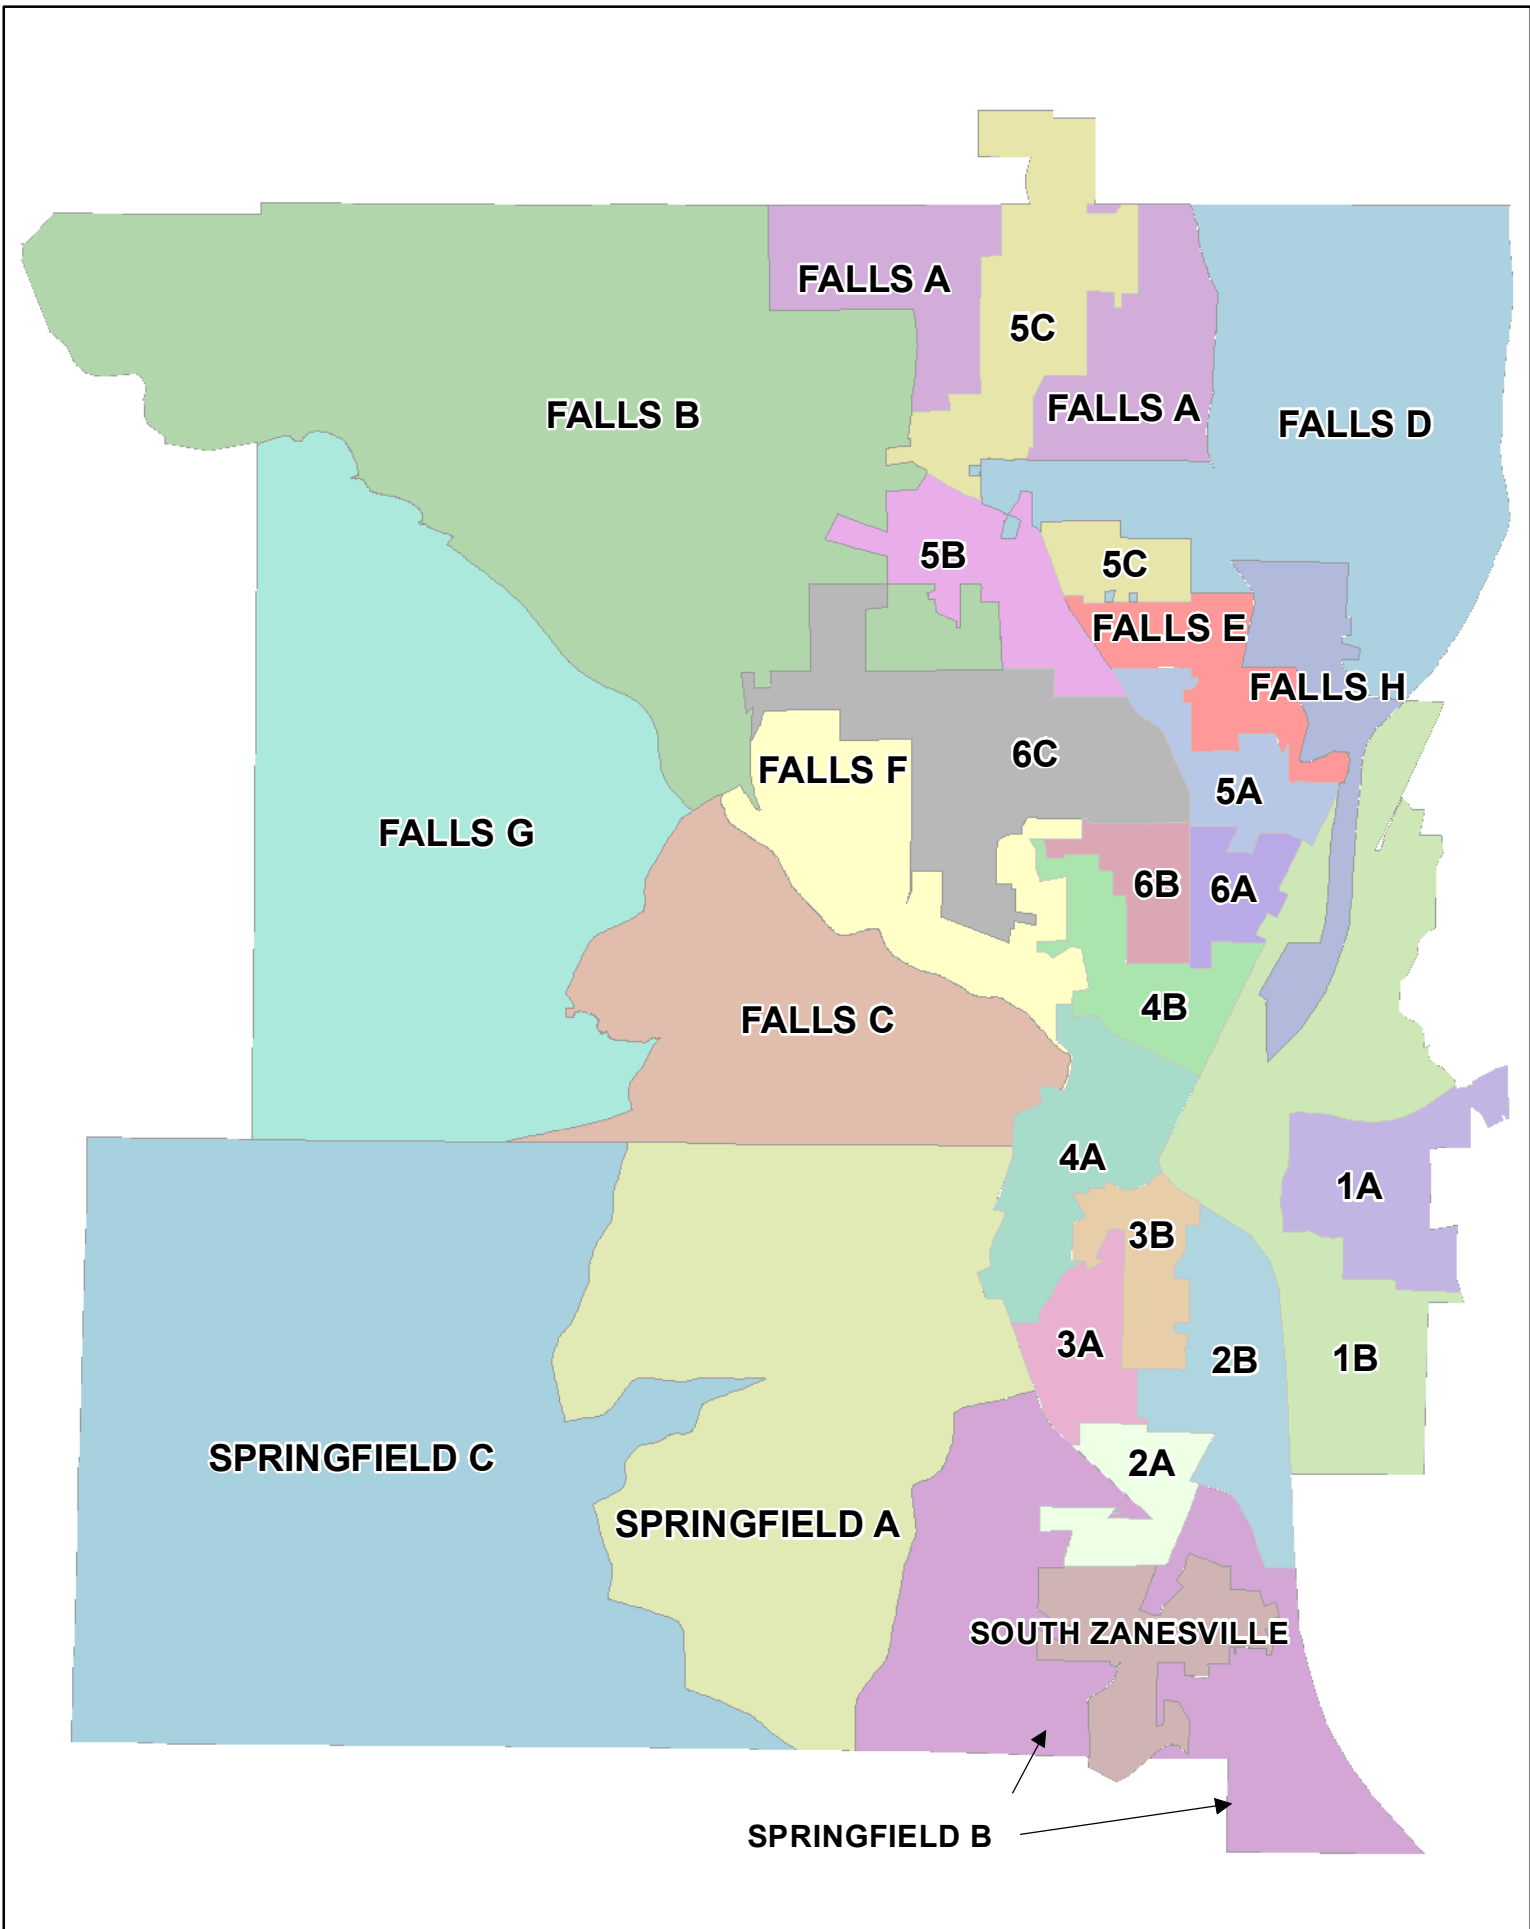 FALLS A
5C
FALLS A
FALLS B
FALLS D
5B
5C
FALLS E
FALLS H
6C
FALLS F
5A
FALLS G
6B
6A
4B
FALLS C
4A
1A
3B
3A
2B
1B
SPRINGFIELD C
2A
SPRINGFIELD A
SOUTH ZANESVILLE
SPRINGFIELD B